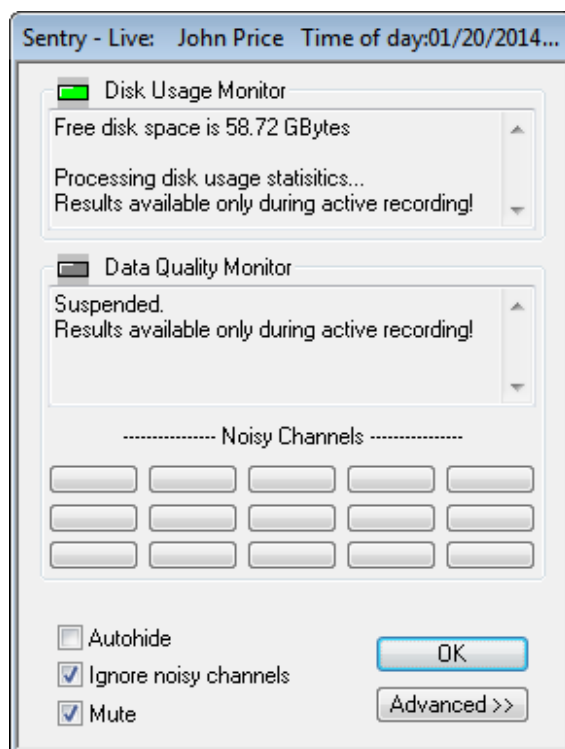 Sentry - Live: John Price Time of day:01/20/2014...
Disk Usage Monitor
Free disk space is 58.72 GBytes
Processing disk usage statisitics...
Results available only during active recording!
Data Quality Monitor
Suspended.
Results available only during active recording!
---------------- Noisy Channels ----------------
Autohide
Ignore noisy channels
Mute
OK
Advanced >>